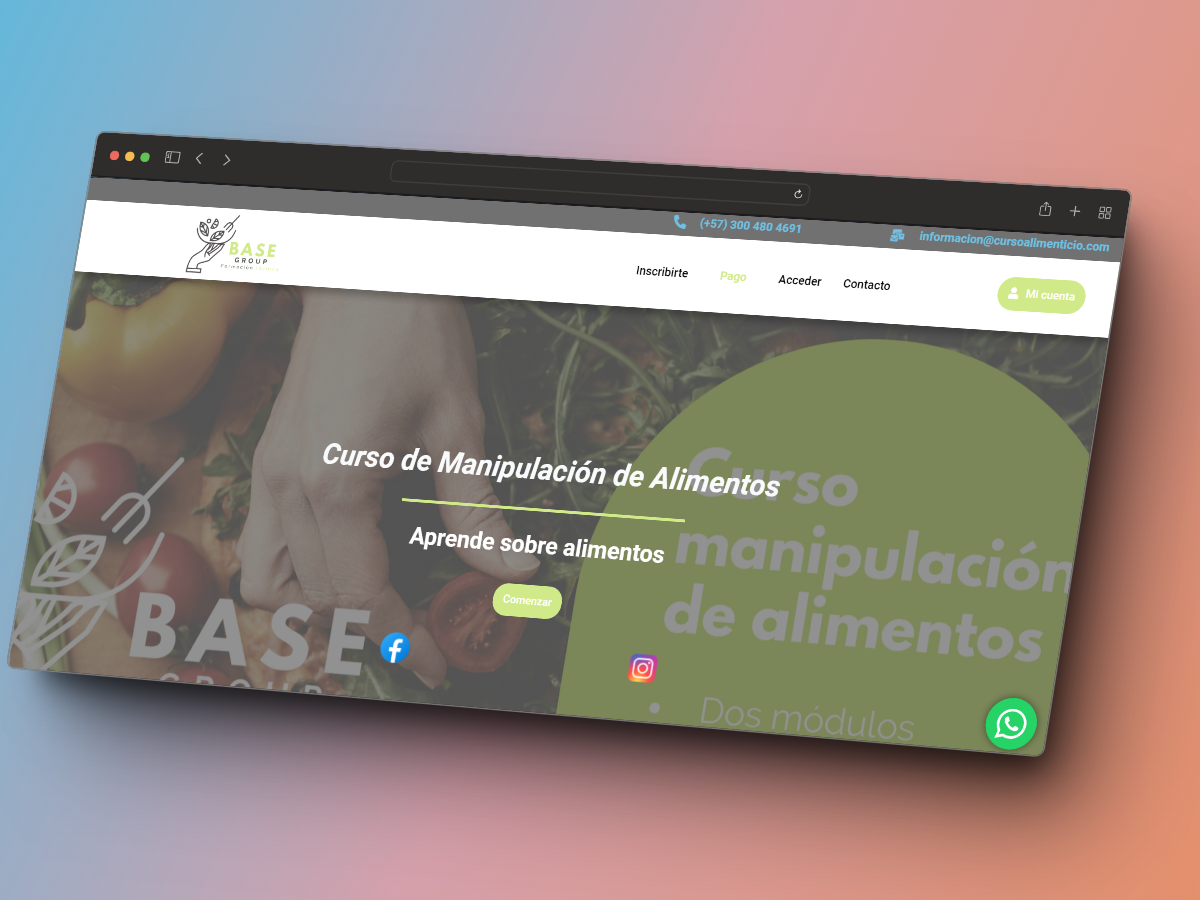 (+57) 300 480 4691
informacion@cursoalimenticio.com
BASE
GROUP
Formación
Inscribirte
Pago
Acceder
Contacto
Mi cuenta
Curso de Manipulación de Alimentos
Aprende sobre alimentos
Comenzar
BASE
GROUP
Curso
manipulación
de alimentos
• Dos módulos